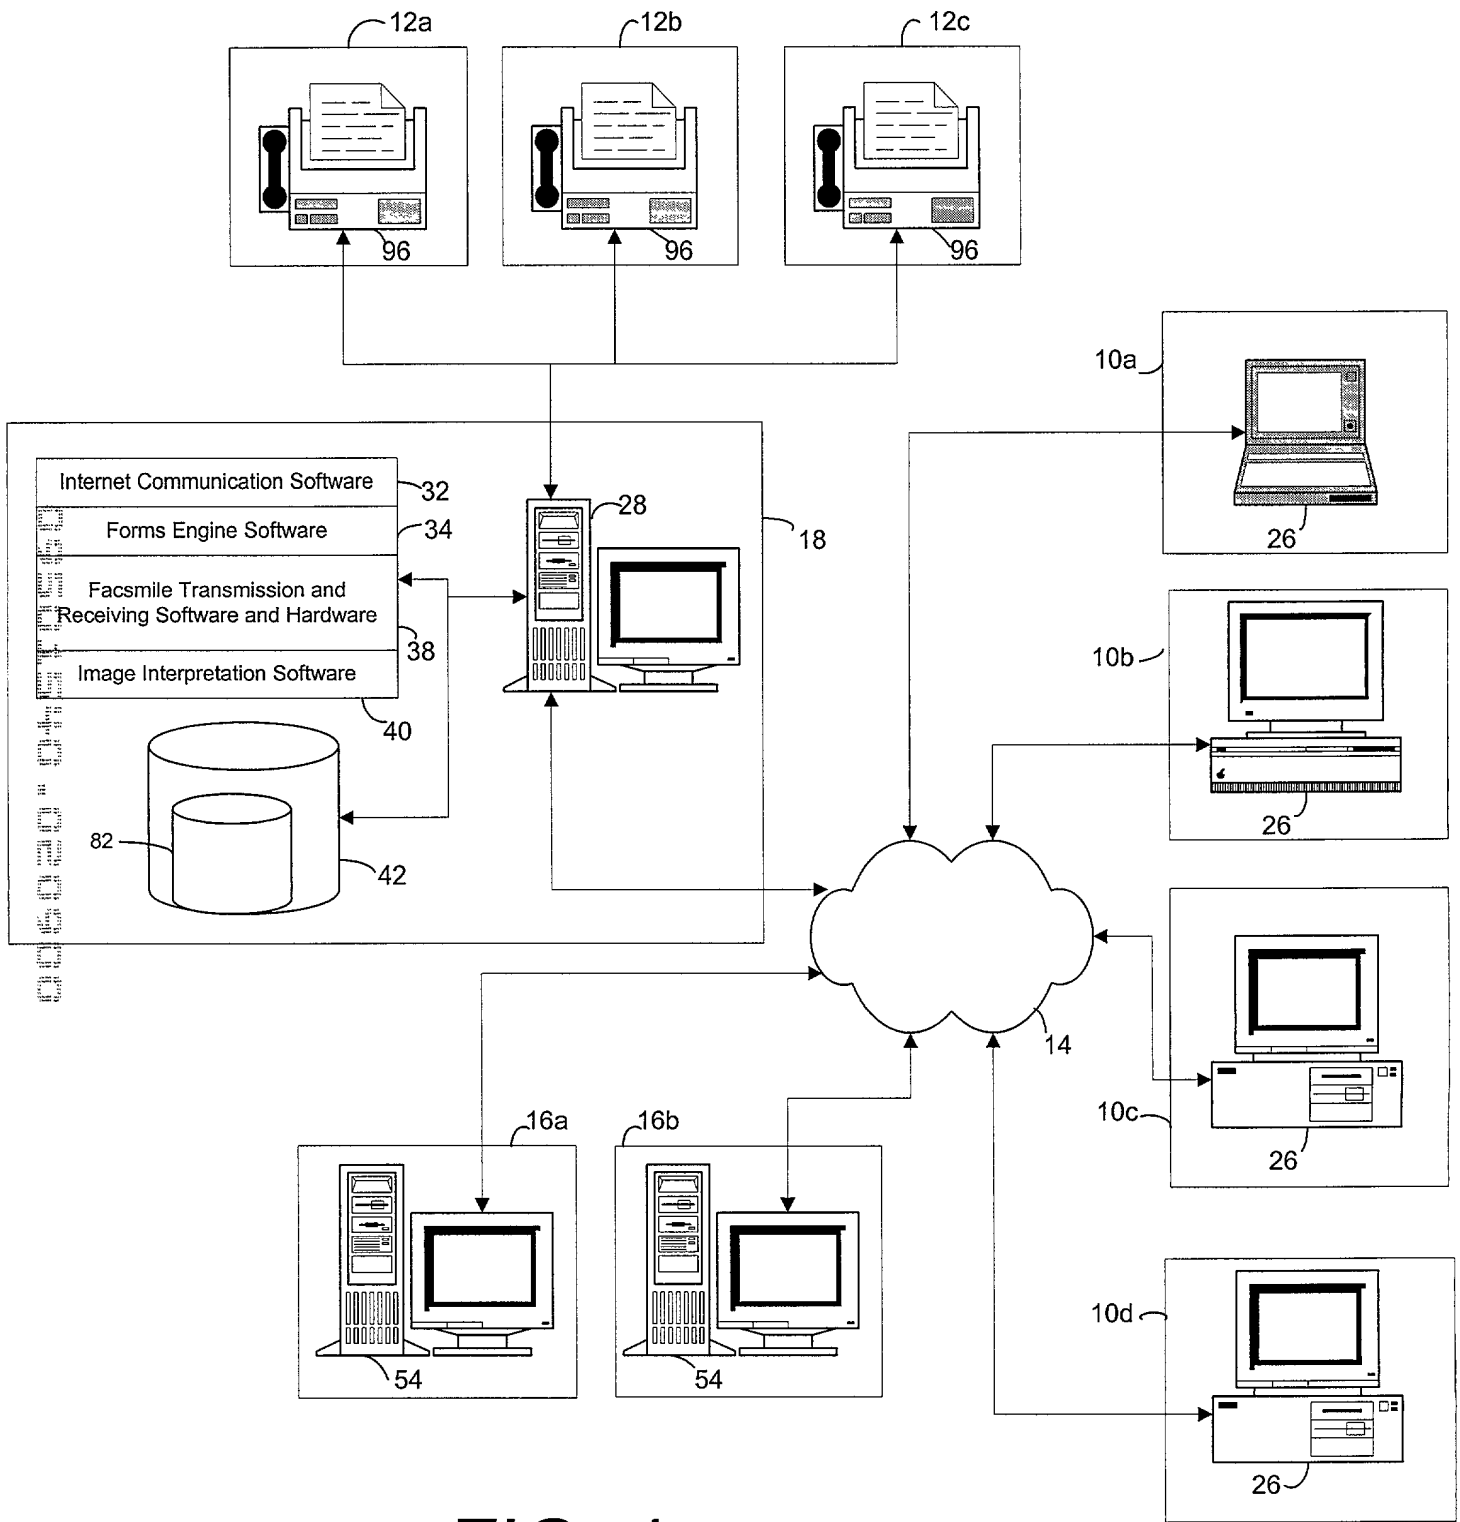 12a
12b
12c
96
96
96
10a
26
Internet Communication Software
32
Forms Engine Software
34
Facsmile Transmission and
Receiving Software and Hardware
38
Image Interpretation Software
40
28
18
82
42
10b
26
14
10c
26
16a
16b
54
54
10d
26